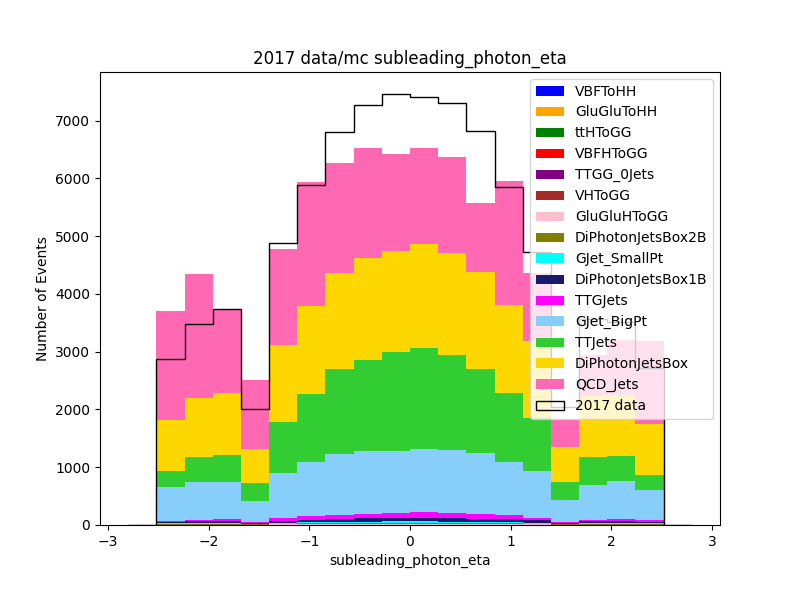 2017 data/mc subleading_photon_eta
Number of Events
7000
6000
5000
4000
3000
2000
1000
0
VBFToHH
GluGluToHH
ttHToGG
VBFHToGG
TTGG_0Jets
VHToGG
GluGluHToGG
DiPhotonJetsBox2B
GJet_SmallPt
DiPhotonJetsBox1B
TTGJets
GJet_BigPt
TTJets
DiPhotonJetsBox
QCD_Jets
2017 data
−3 −2 −1 0 1 2 3
subleading_photon_eta